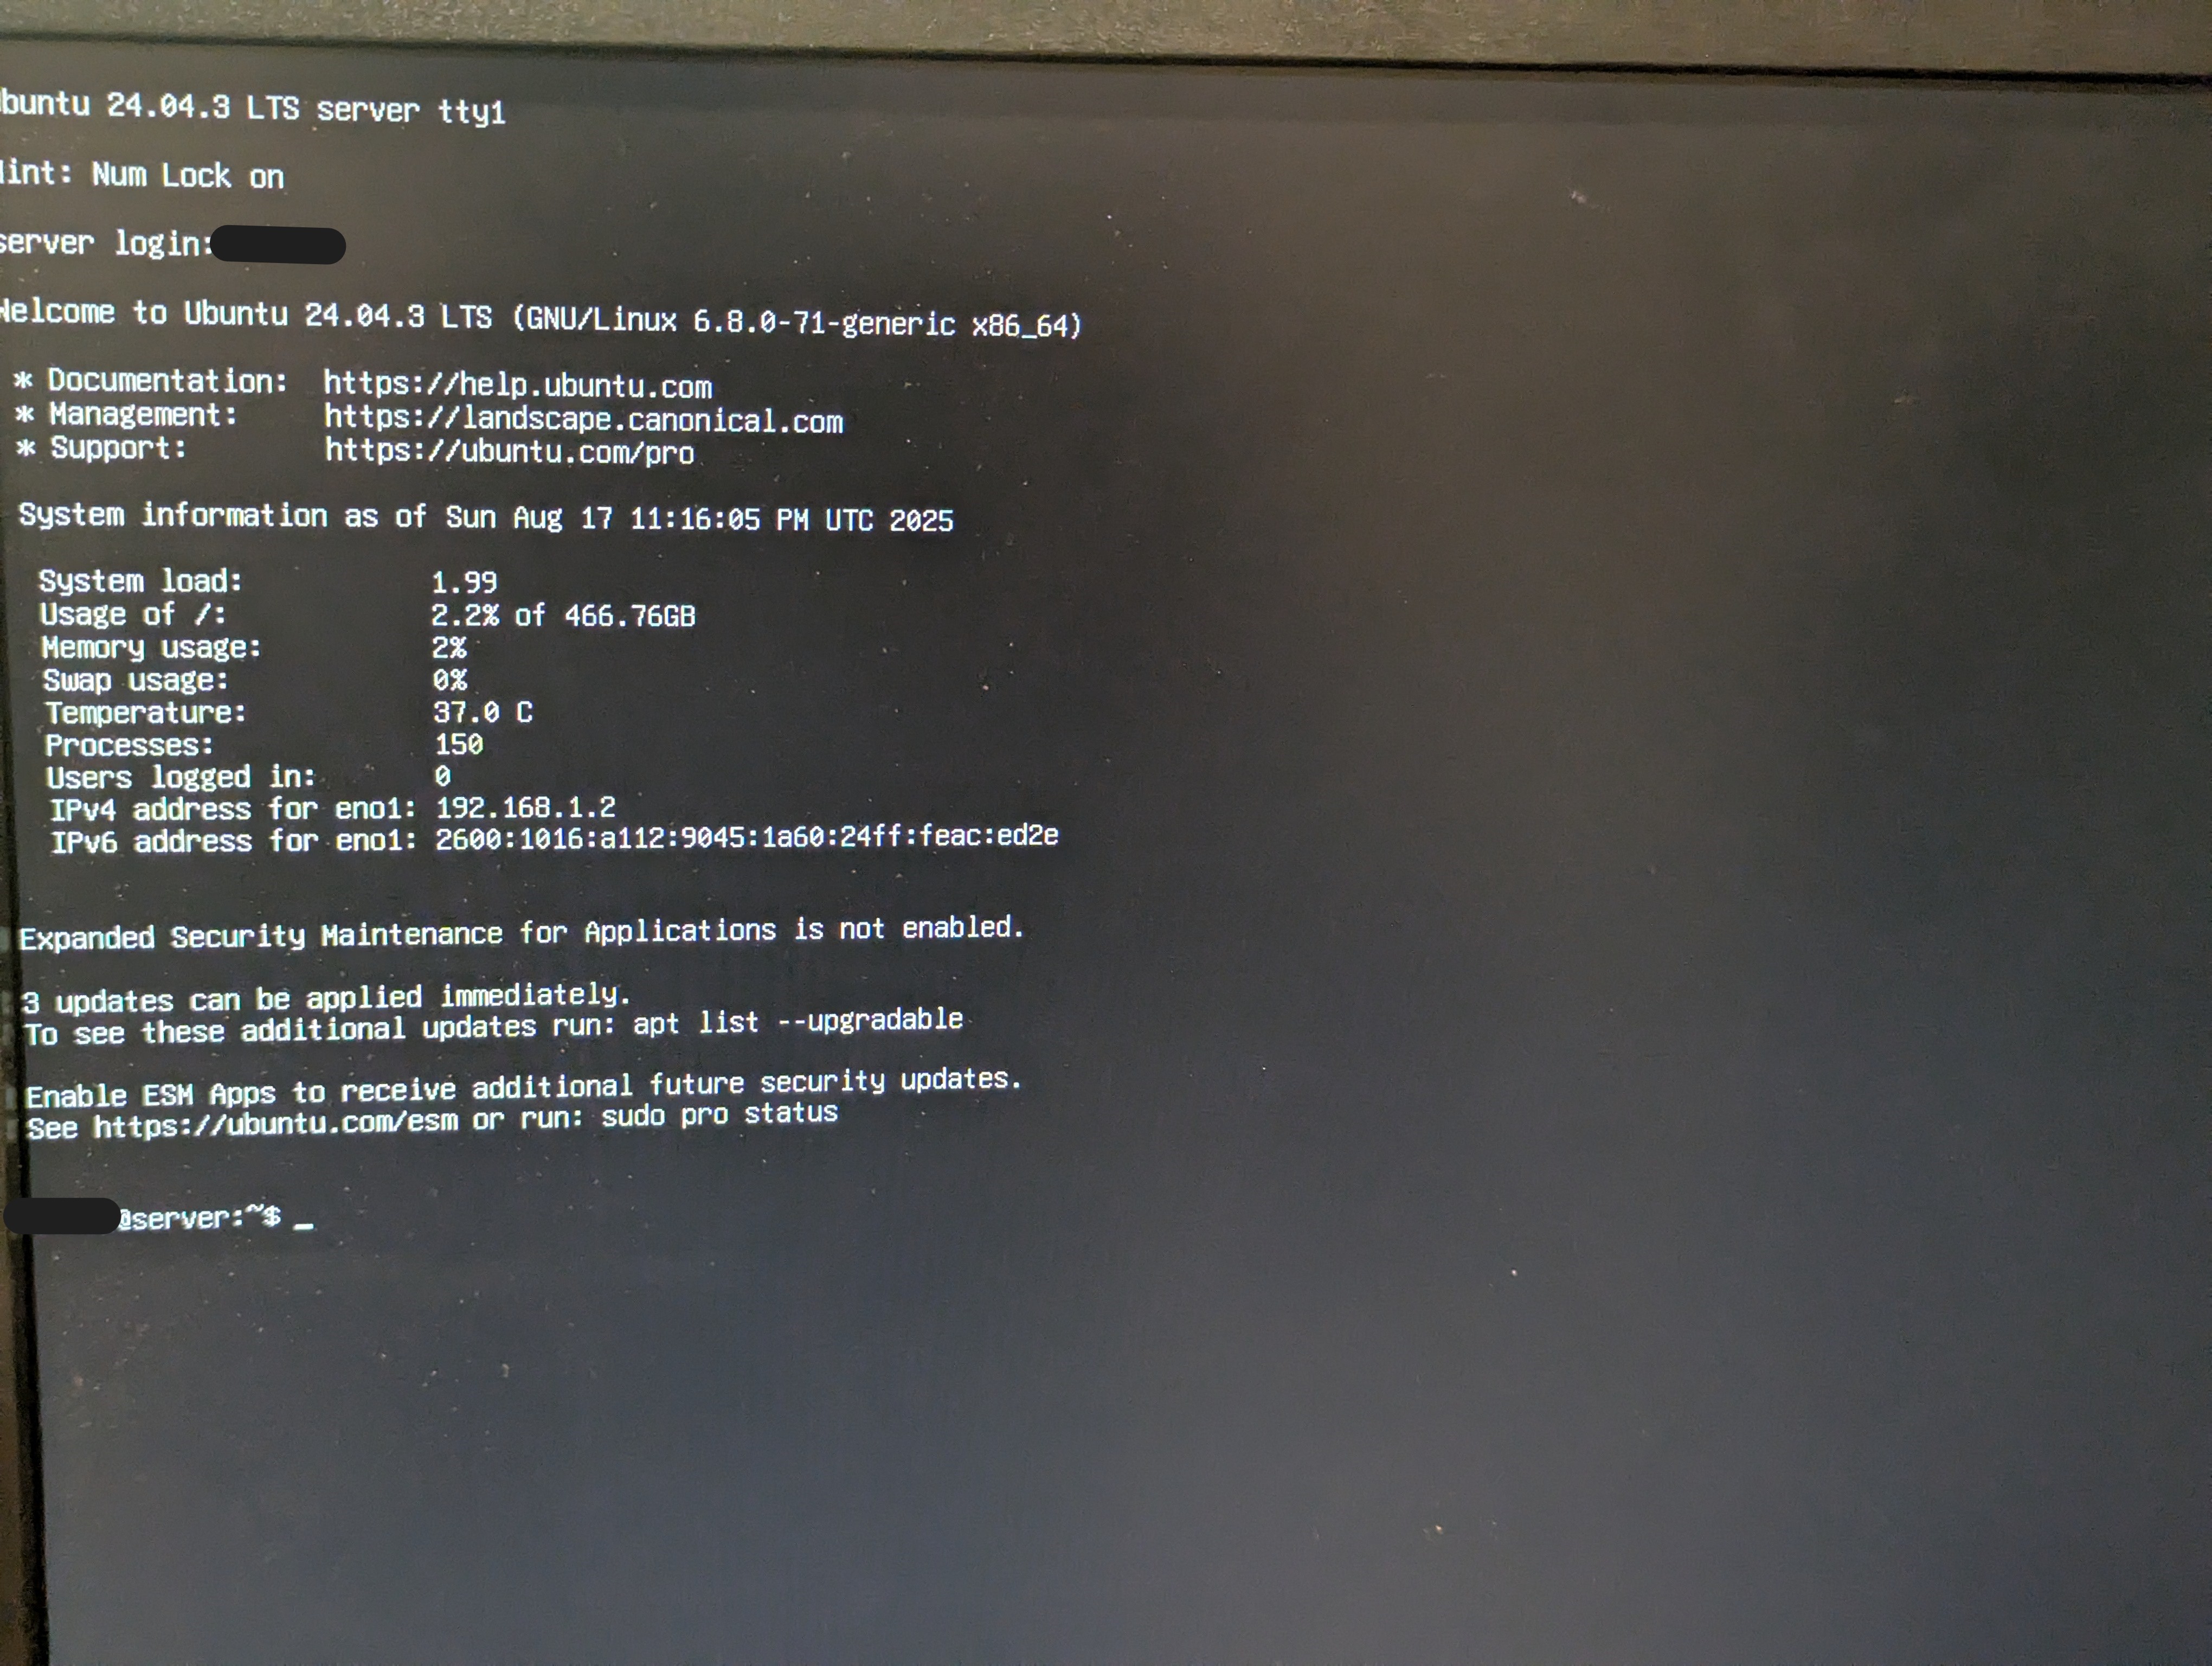 buntu 24.04.3 LTS server tty1
int: Num Lock on
server login:
Welcome to Ubuntu 24.04.3 LTS (GNU/Linux 6.8.0-71-generic x86_64)
* Documentation: https://help.ubuntu.com
* Management: https://landscape.canonical.com
* Support: https://ubuntu.com/pro
System information as of Sun Aug 17 11:16:05 PM UTC 2025
System load: 1.99
Usage of /: 2.2% of 466.76GB
Memory usage: 2%
Swap usage: 0%
Temperature: 37.0 C
Processes: 150
Users logged in: 0
IPv4 address for eno1: 192.168.1.2
IPv6 address for eno1: 2600:1016:a112:9045:1a60:24ff:feac:ed2e
Expanded Security Maintenance for Applications is not enabled.
3 updates can be applied immediately.
To see these additional updates run: apt list --upgradable
Enable ESM Apps to receive additional future security updates.
See https://ubuntu.com/esm or run: sudo pro status
@server:~$ _